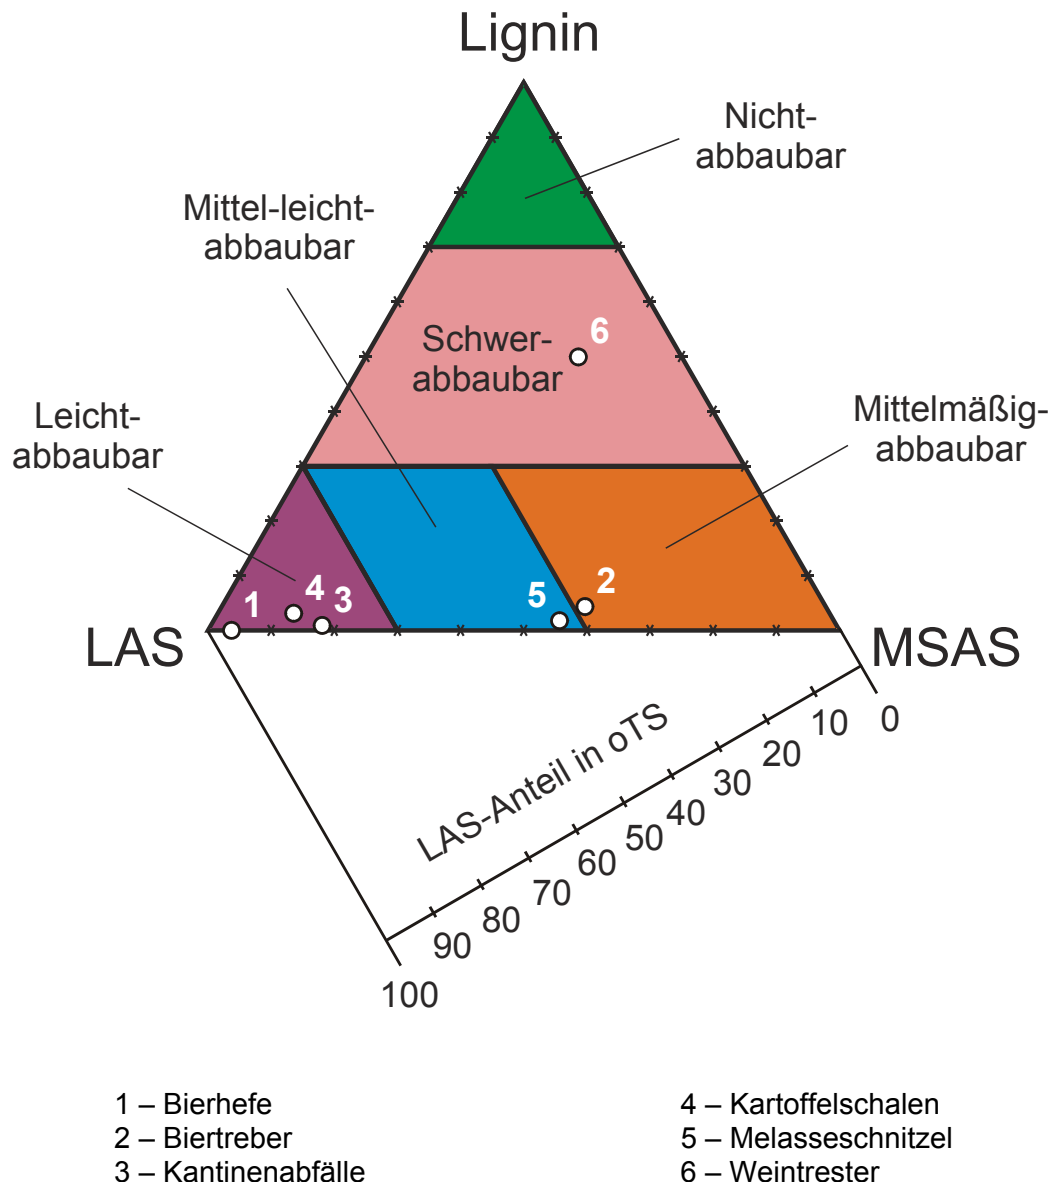 Lignin
Nicht-
abbaubar
Mittel-leicht-
abbaubar
6
Schwer-
abbaubar
Leicht-
abbaubar
Mittelmäßig-
abbaubar
1
4
3
5
2
LAS
MSAS
LAS-Anteil in oTS
0
10
20
30
40
50
60
70
80
90
100
1 – Bierhefe
2 – Biertreber
3 – Kantinenabfälle
4 – Kartoffelschalen
5 – Melasseschnitzel
6 – Weintrester